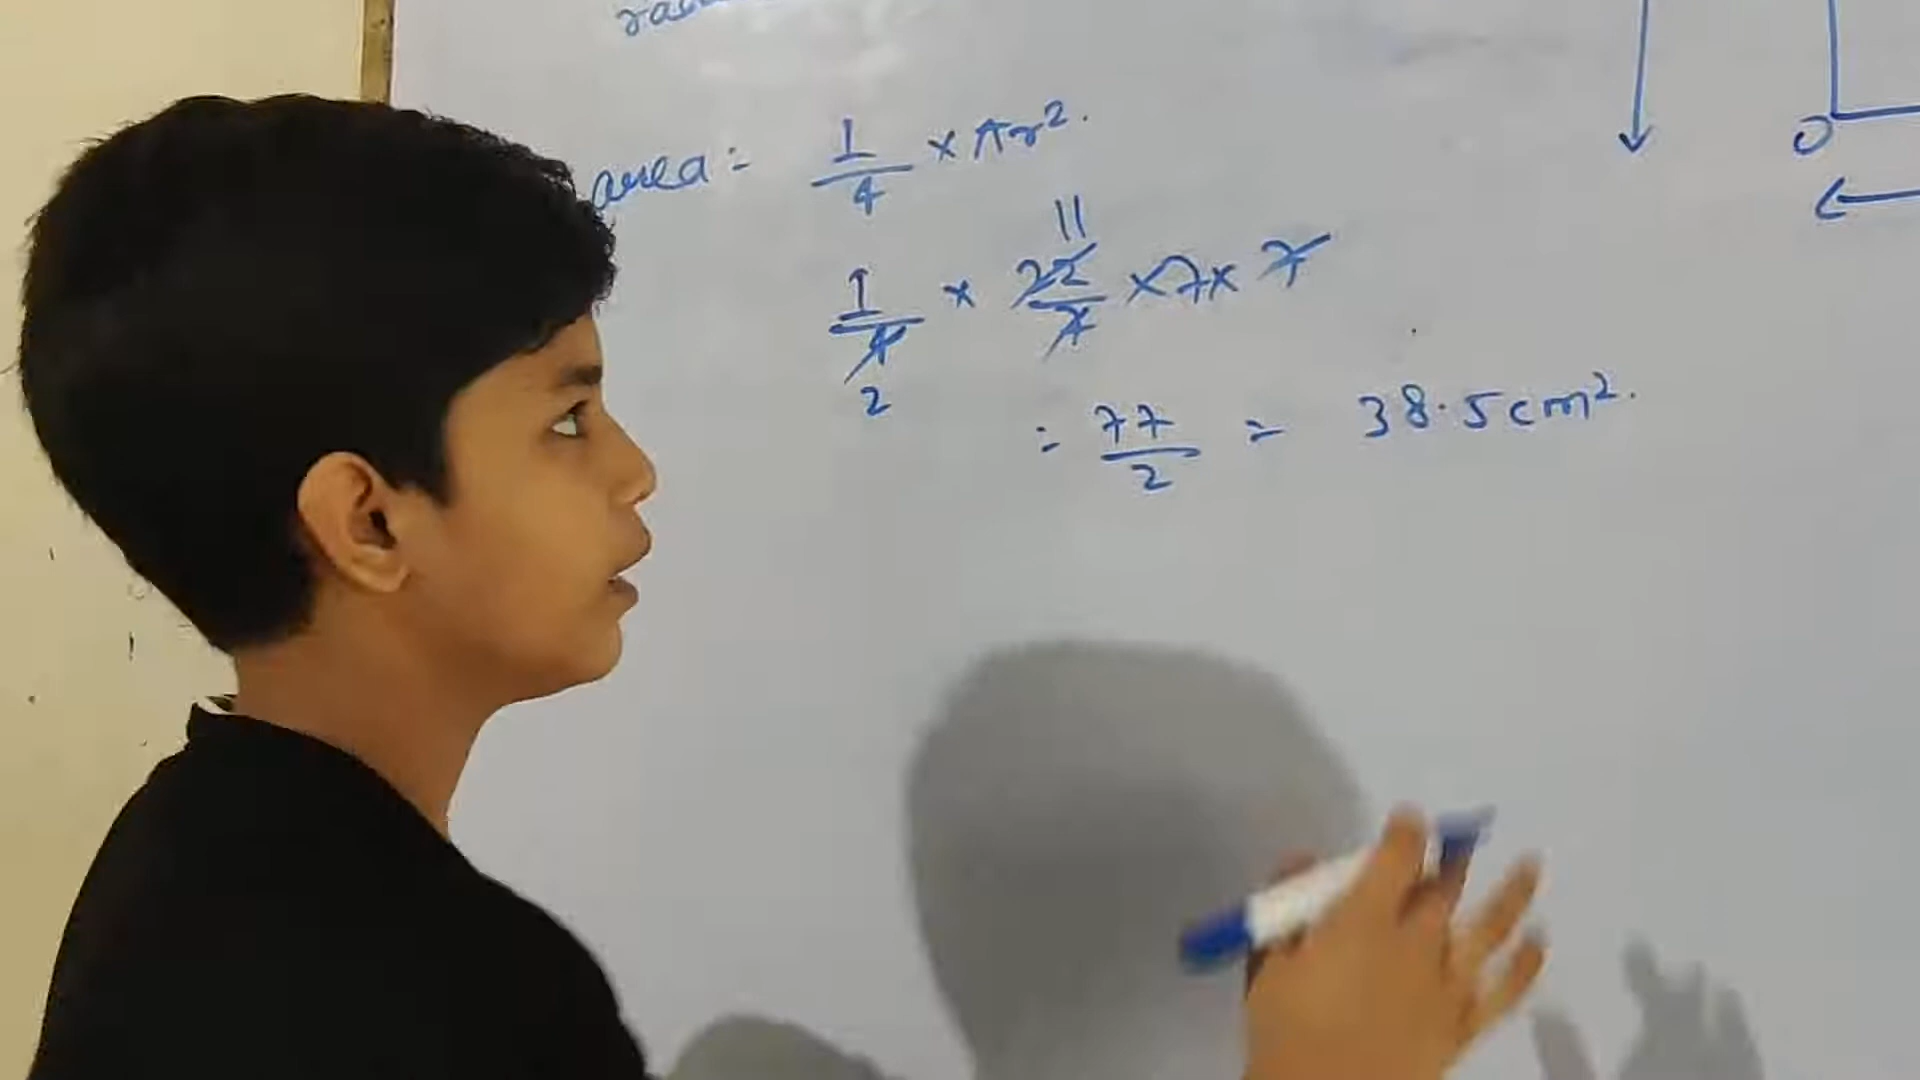 area = 1/4 × πr².
1/4 × 22/7 × 7 × 7
11
2
= 77/2 = 38.5 cm².
O